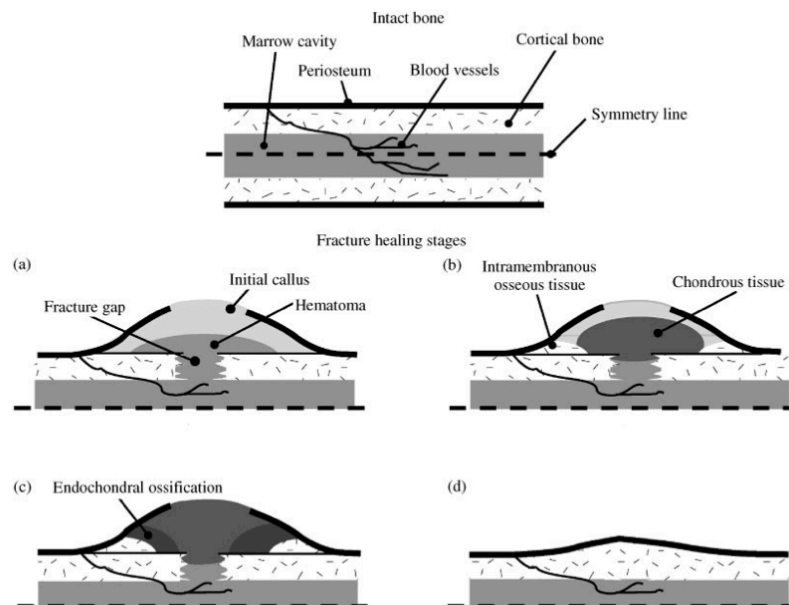 Intact bone
Marrow cavity
Cortical bone
Periosteum
Blood vessels
Symmetry line
Fracture healing stages
(a)
Initial callus
Hematoma
Fracture gap
(b)
Intramembranous
osseous tissue
Chondrous tissue
(c)
Endochondral ossification
(d)